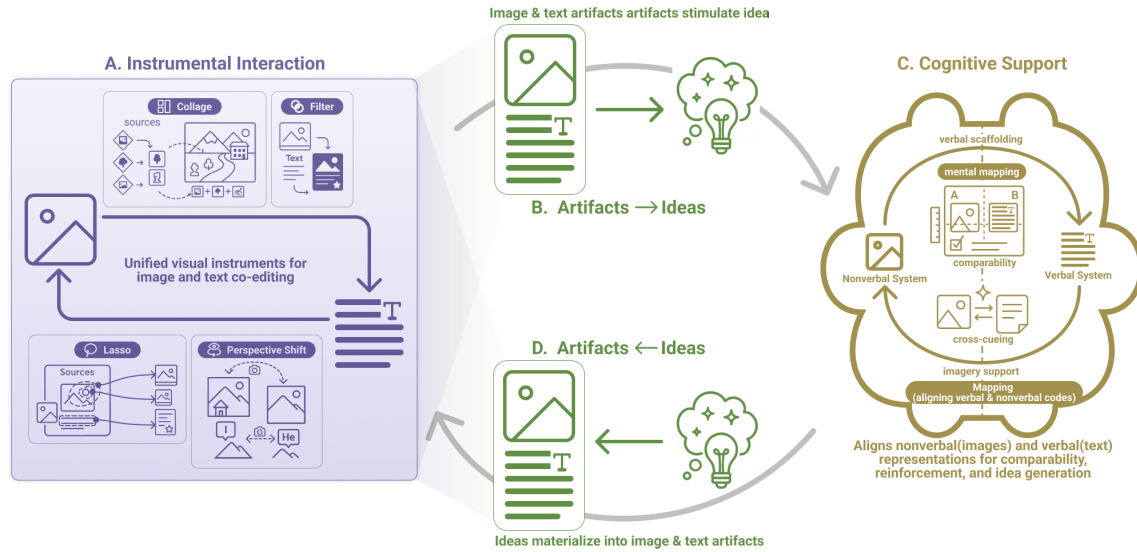 Image & text artifacts artifacts stimulate idea
A. Instrumental Interaction
Collage
sources
Filter
Text
T
B. Artifacts → Ideas
Unified visual instruments for
image and text co-editing
T
Lasso
Sources
Perspective Shift
I
He
D. Artifacts ← Ideas
T
Ideas materialize into image & text artifacts
C. Cognitive Support
verbal scaffolding
mental mapping
A
B
T
comparability
Nonverbal System
T
Verbal System
cross-cueing
imagery support
Mapping
(aligning verbal & nonverbal codes)
Aligns nonverbal(images) and verbal(text)
representations for comparability,
reinforcement, and idea generation